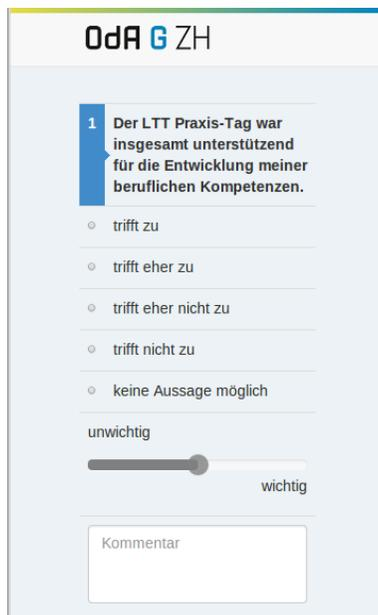 OdA G ZH
1 Der LTT Praxis-Tag war
insgesamt unterstützend
für die Entwicklung meiner
beruflichen Kompetenzen.
trifft zu
trifft eher zu
trifft eher nicht zu
trifft nicht zu
keine Aussage möglich
unwichtig
wichtig
Kommentar